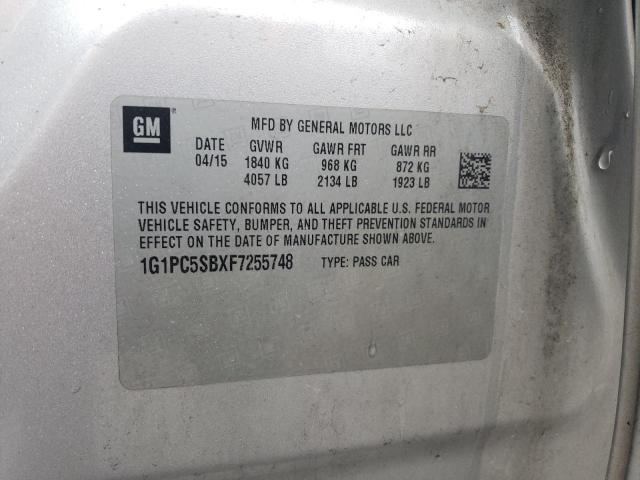 GM
MFD BY GENERAL MOTORS LLC
DATE GVWR GAWR FRT GAWR RR
04/15 1840 KG 968 KG 872 KG
4057 LB 2134 LB 1923 LB
THIS VEHICLE CONFORMS TO ALL APPLICABLE U.S. FEDERAL MOTOR
VEHICLE SAFETY, BUMPER, AND THEFT PREVENTION STANDARDS IN
EFFECT ON THE DATE OF MANUFACTURE SHOWN ABOVE.
1G1PC5SBXF7255748 TYPE: PASS CAR